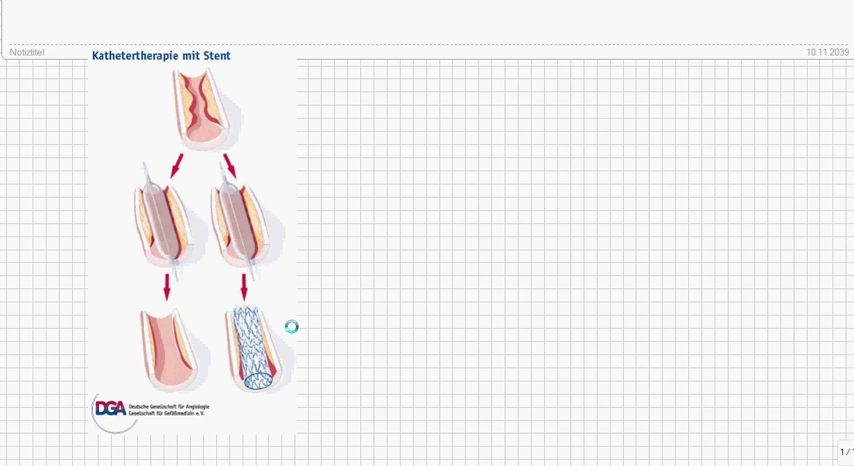 Notiztitel
10.11.2039
Kathetertherapie mit Stent
DGA
Deutsche Gesellschaft für Angiologie
Gesellschaft für Gefäßmedizin e.V.
1 / 1